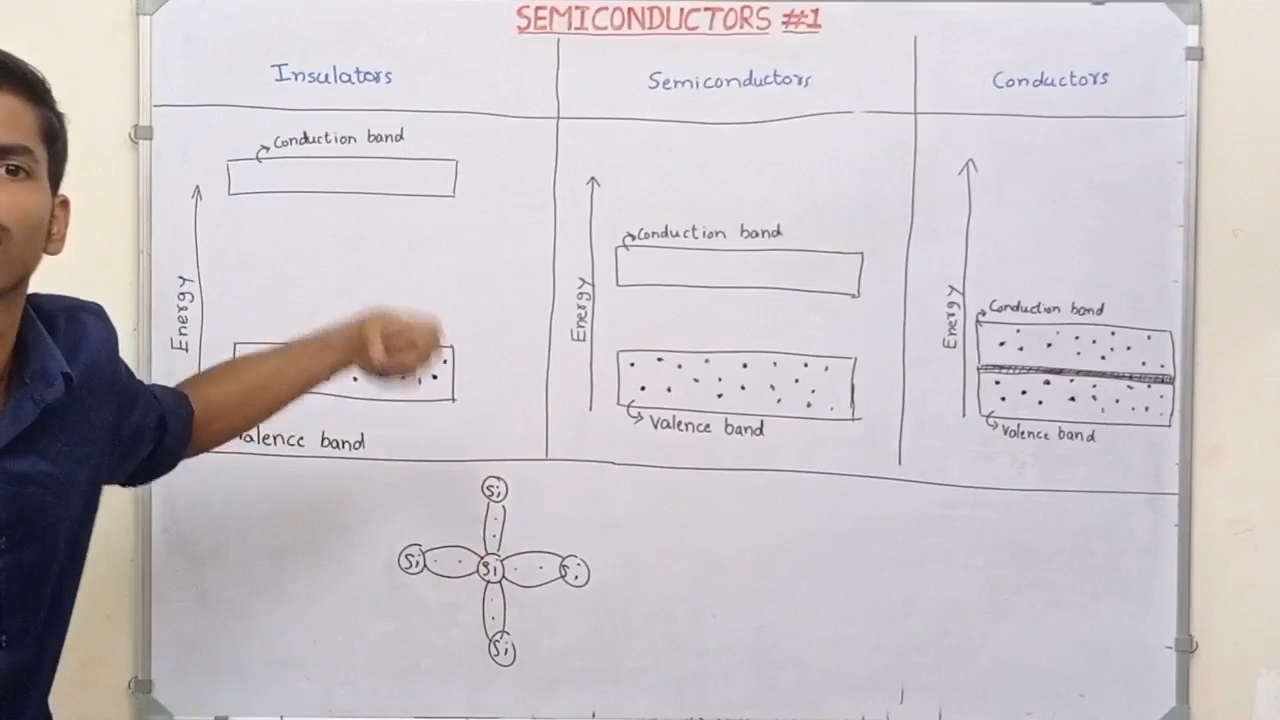 SEMICONDUCTORS #1
Insulators
Semiconductors
Conductors
Conduction band
Energy
alence band
Conduction band
Energy
Valence band
Conduction band
Energy
Valence band
Si
Si
Si
Si
Si